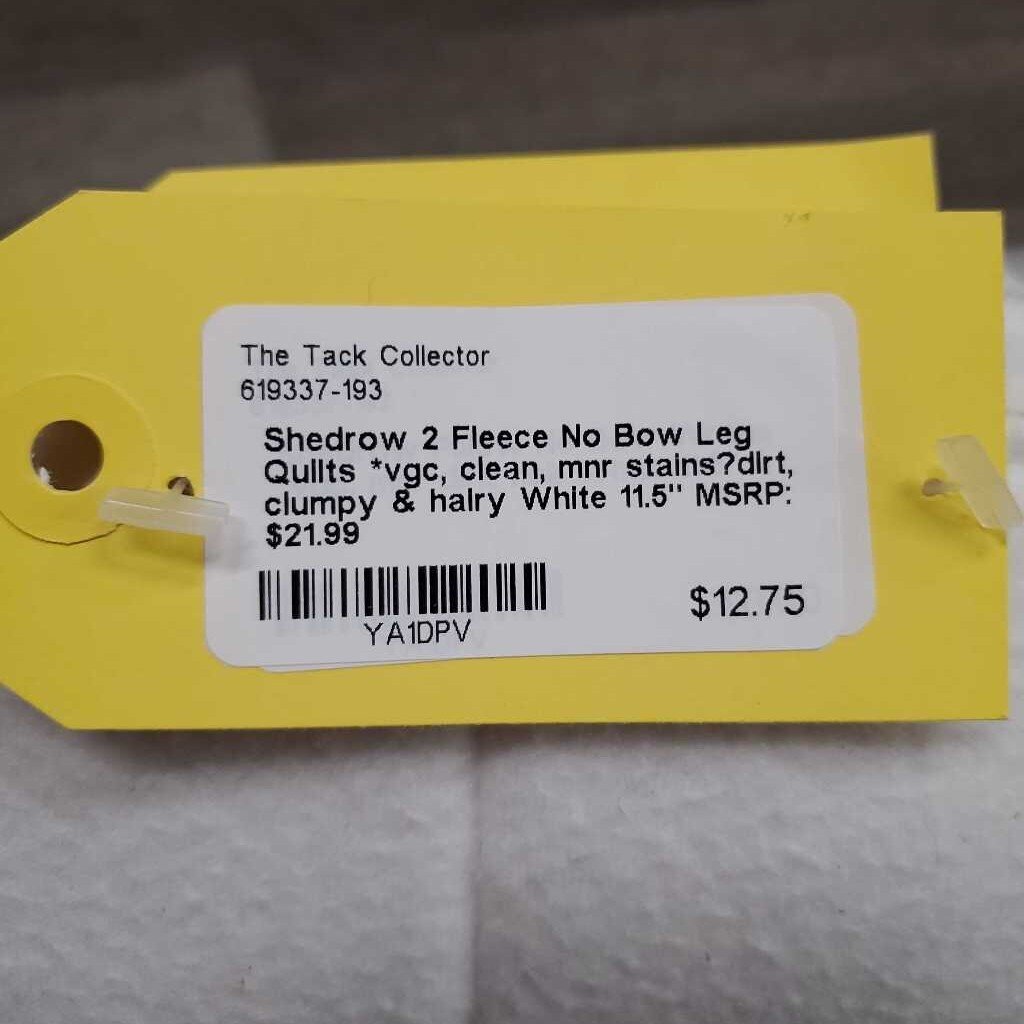 The Tack Collector
619337-193
Shedrow 2 Fleece No Bow Leg
Quilts *vgc, clean, mnr stains?dirt,
clumpy & hairy White 11.5" MSRP:
$21.99
YA1DPV
$12.75